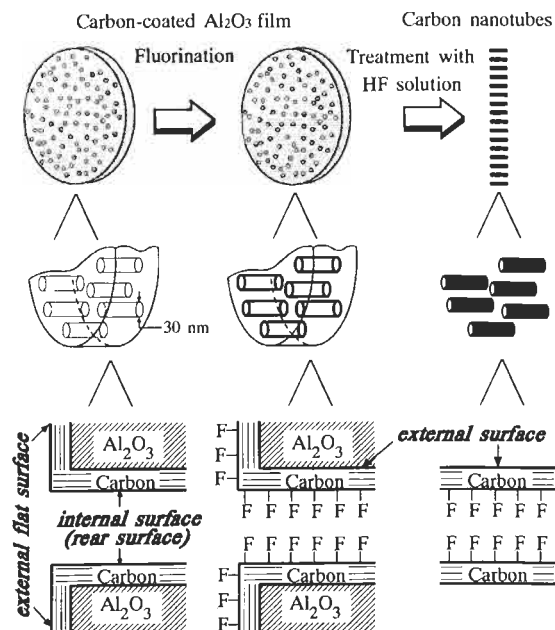 Carbon-coated Al2O3 film
Carbon nanotubes
Fluorination
Treatment with
HF solution
30 nm
external flat surface
Al2O3
Carbon
internal surface
(rear surface)
Carbon
Al2O3
F
F
F
Al2O3
Carbon
F F F F F F
F F F F F F
F
Carbon
F
Al2O3
F
external surface
Carbon
F F F F F
F F F F F
Carbon